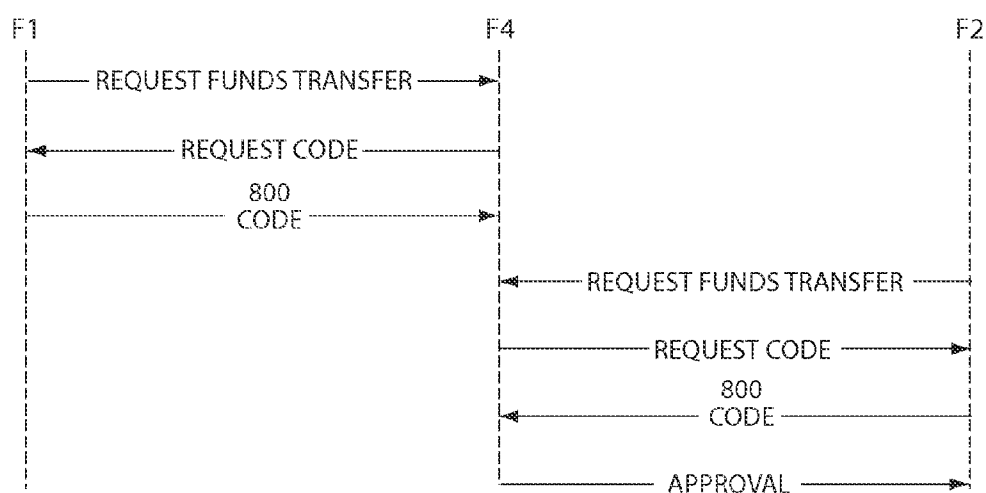 F1 F4 F2
REQUEST FUNDS TRANSFER
REQUEST CODE
800
CODE
REQUEST FUNDS TRANSFER
REQUEST CODE
800
CODE
APPROVAL